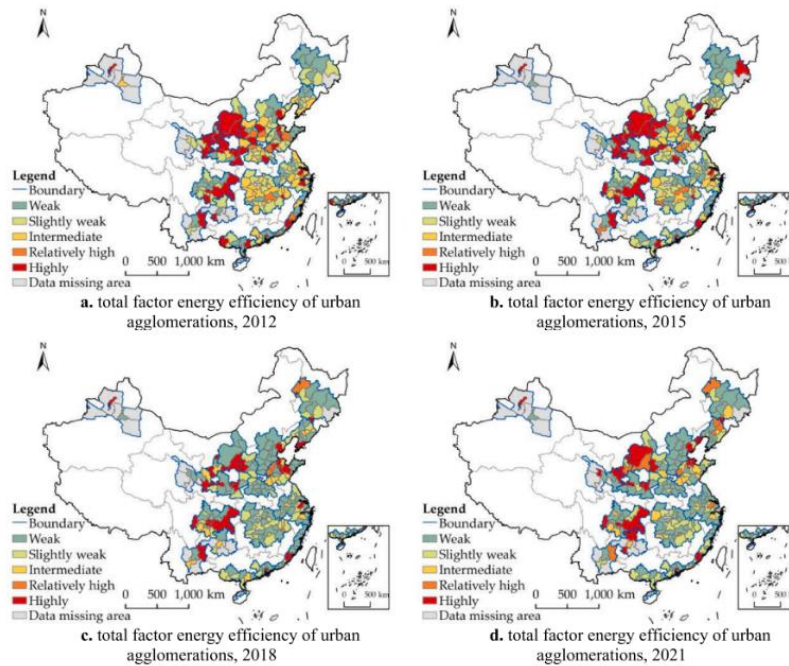 N
Legend
Boundary
Weak
Slightly weak
Intermediate
Relatively high
Highly
Data missing area
0 500 1,000 km
0 500 km
a. total factor energy efficiency of urban
agglomerations, 2012
N
Legend
Boundary
Weak
Slightly weak
Intermediate
Relatively high
Highly
Data missing area
0 500 1,000 km
0 500 km
b. total factor energy efficiency of urban
agglomerations, 2015
N
Legend
Boundary
Weak
Slightly weak
Intermediate
Relatively high
Highly
Data missing area
0 500 1,000 km
0 500 km
c. total factor energy efficiency of urban
agglomerations, 2018
N
Legend
Boundary
Weak
Slightly weak
Intermediate
Relatively high
Highly
Data missing area
0 500 1,000 km
0 500 km
d. total factor energy efficiency of urban
agglomerations, 2021